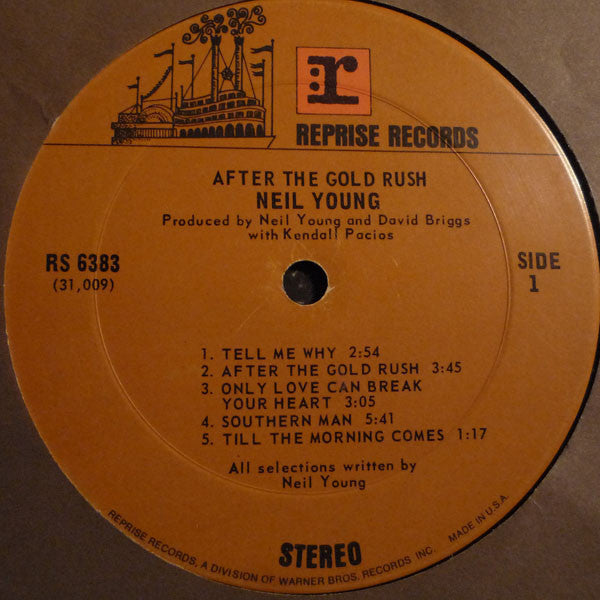 r:
REPRISE RECORDS
AFTER THE GOLD RUSH
NEIL YOUNG
Produced by Neil Young and David Briggs
with Kendall Pacios
RS 6383
(31,009)
SIDE
1
1. TELL ME WHY 2:54
2. AFTER THE GOLD RUSH 3:45
3. ONLY LOVE CAN BREAK
YOUR HEART 3:05
4. SOUTHERN MAN 5:41
5. TILL THE MORNING COMES 1:17
All selections written by
Neil Young
STEREO
REPRISE RECORDS, A DIVISION OF WARNER BROS. RECORDS INC. MADE IN U.S.A.